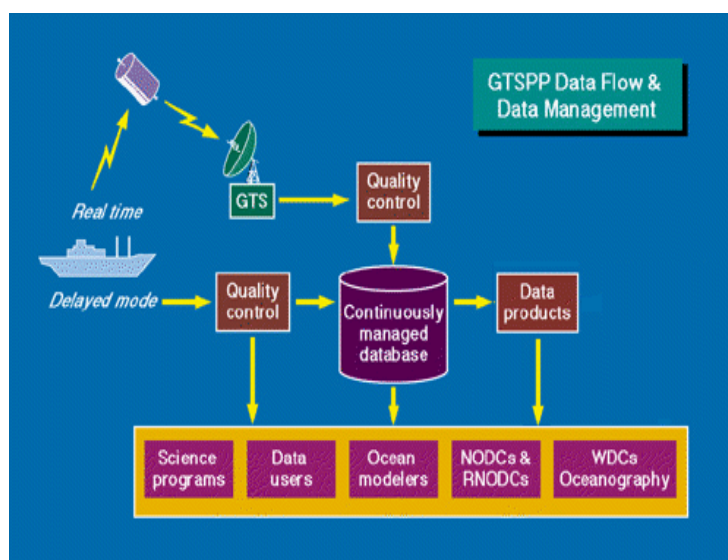 GTSPP Data Flow &
Data Management
Real time
GTS
Quality
control
Delayed mode
Quality
control
Continuously
managed
database
Data
products
Science
programs
Data
users
Ocean
modelers
NODCs &
RNODCs
WDCs
Oceanography